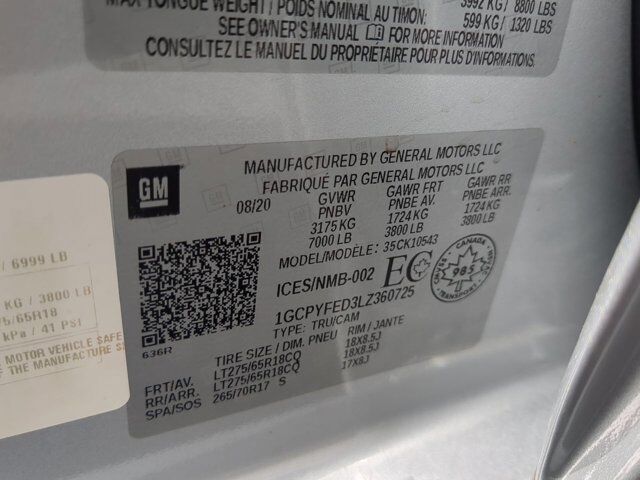 MAX TONGUE WEIGHT / POIDS NOMINAL AU TIMON:
3992 KG / 8800 LBS
599 KG / 1320 LBS
SEE OWNER'S MANUAL FOR MORE INFORMATION
CONSULTEZ LE MANUEL DU PROPRIETAIRE POUR PLUS D'INFORMATIONS.
GM
MANUFACTURED BY GENERAL MOTORS LLC
FABRIQUÉ PAR GENERAL MOTORS LLC
08/20
GVWR
PNBV
3175 KG
7000 LB
GAWR FRT
PNBE AV.
1724 KG
3800 LB
GAWR RR
PNBE ARR.
1724 KG
3800 LB
MODEL/MODÈLE: 35CK10543
ICES/NMB-002
EC
985
1GCPYFED3LZ360725
TYPE: TRU/CAM
636R
TIRE SIZE / DIM. PNEU RIM / JANTE
FRT/AV. LT275/65R18CQ 18X8.5J
RR/ARR. LT275/65R18CQ 18X8.5J
SPA/SOS 265/70R17 S 17X8J
/ 6999 LB
KG / 3800 LB
5/65R18
kPa / 41 PSI
MOTOR VEHICLE SAFE
THE MANUFACTURE S